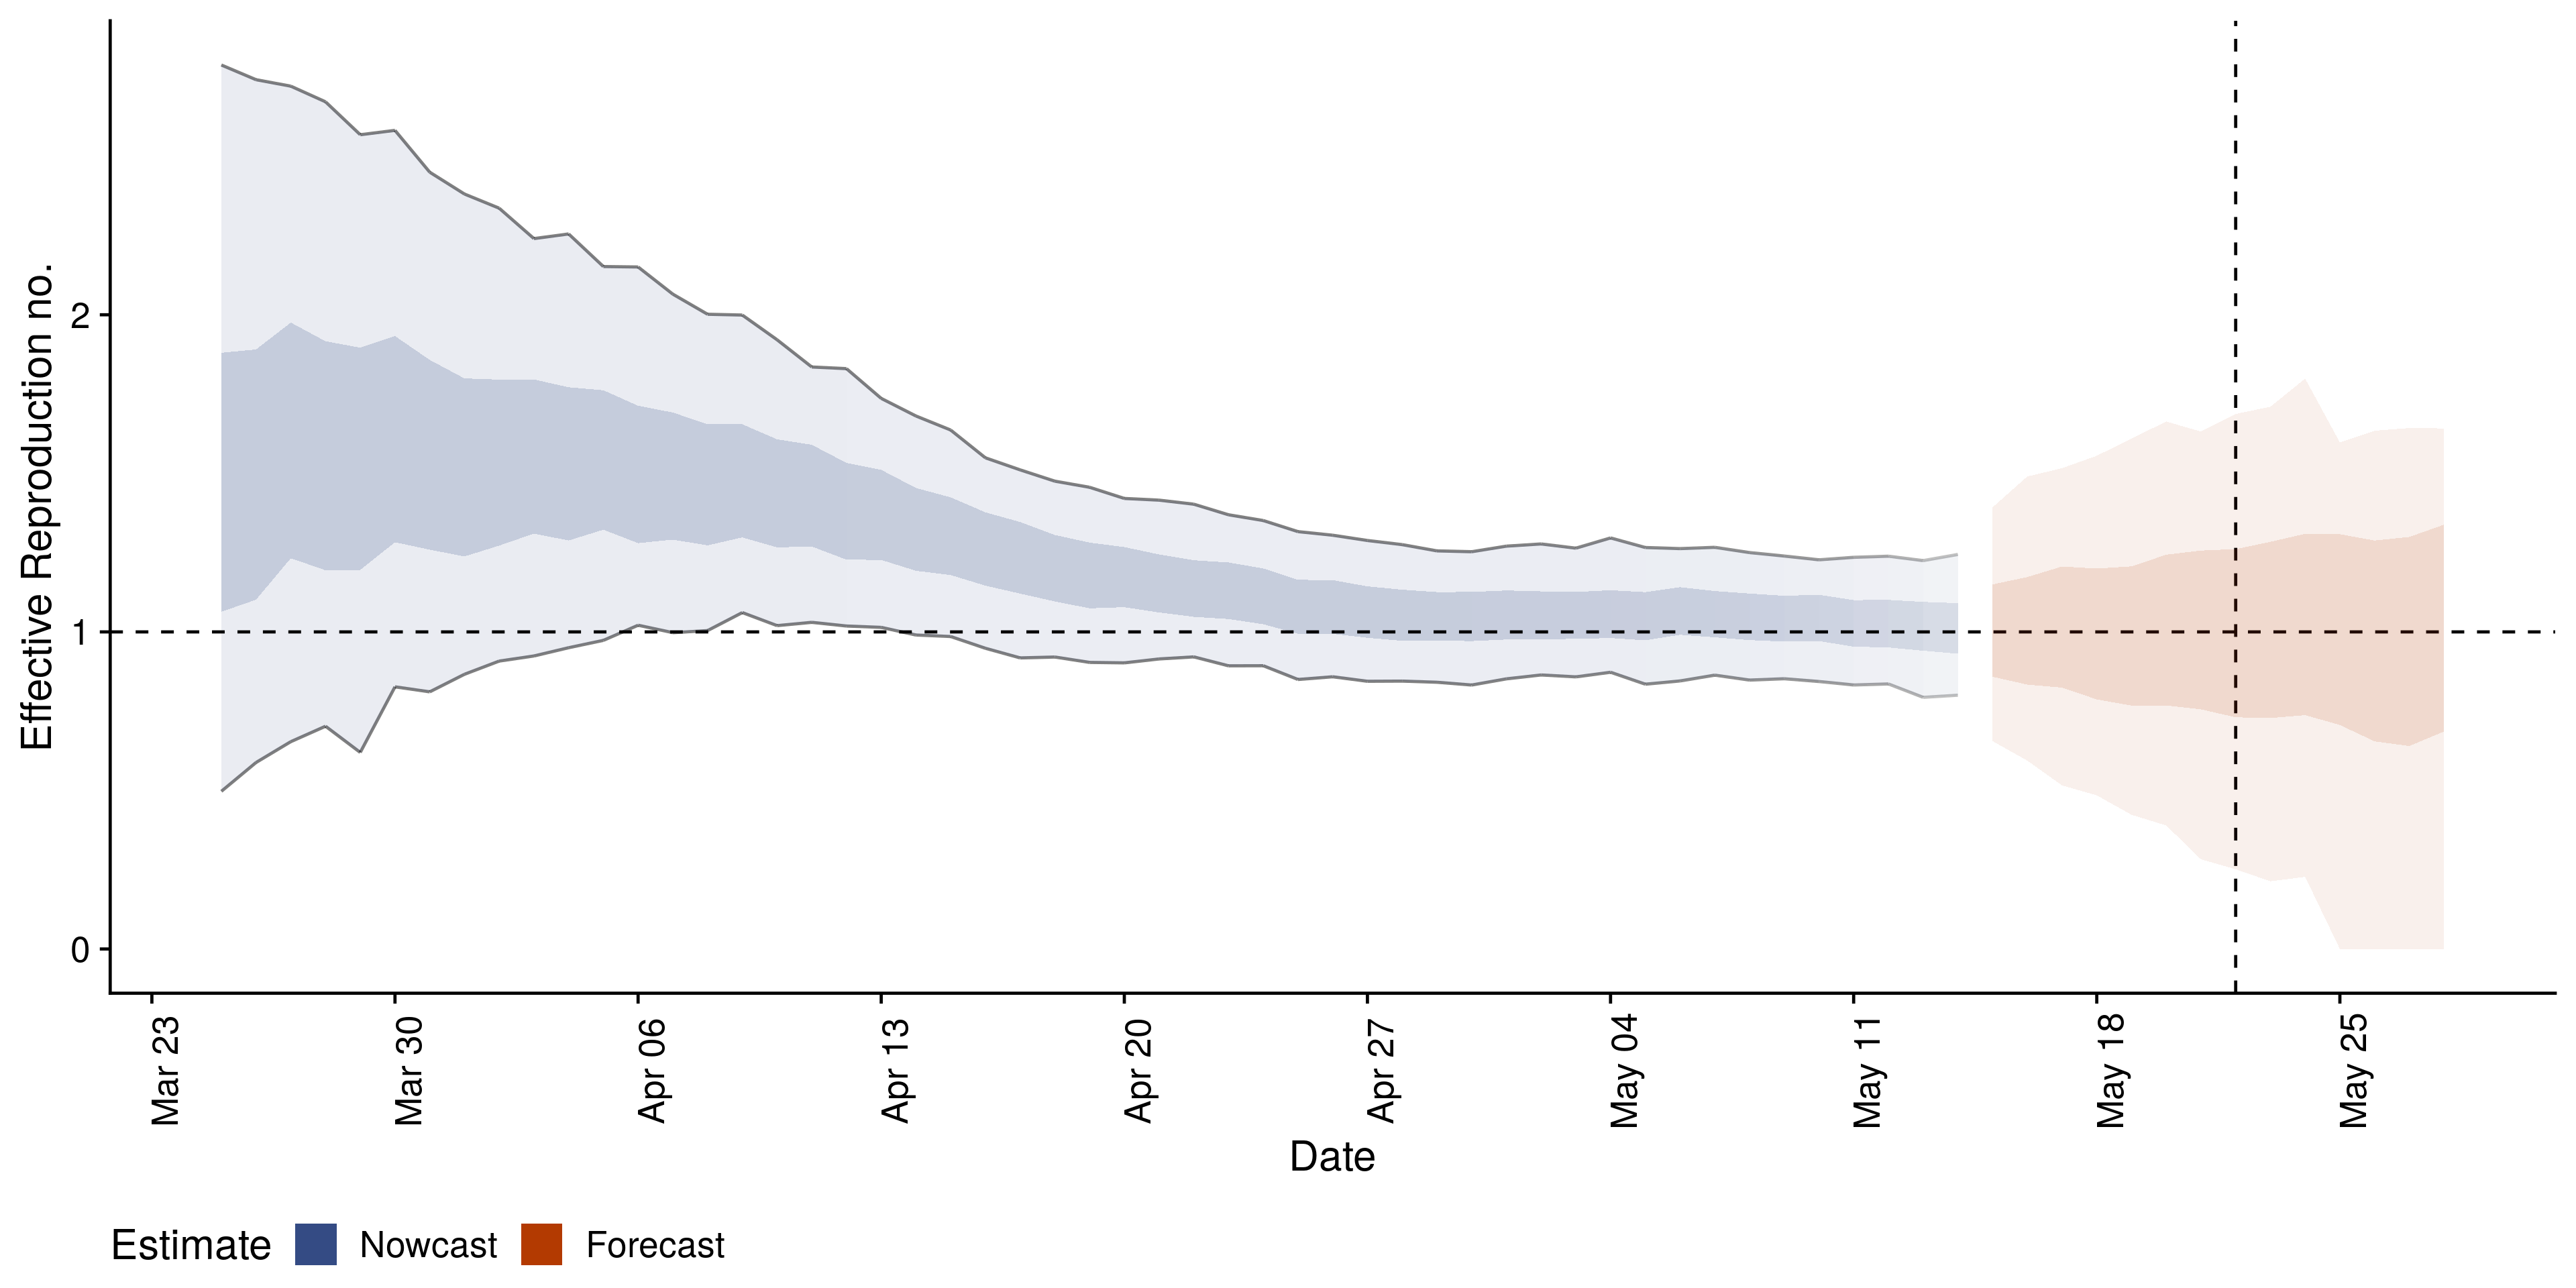 Effective Reproduction no.
2
1
0
Mar 23
Mar 30
Apr 06
Apr 13
Apr 20
Apr 27
May 04
May 11
May 18
May 25
Date
Estimate Nowcast Forecast